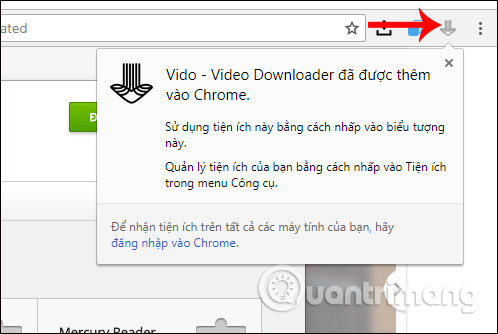 ated
Vido - Video Downloader đã được thêm
vào Chrome.
Đ
Sử dụng tiện ích này bằng cách nhấp vào biểu tượng
này.
Quản lý tiện ích của bạn bằng cách nhấp vào Tiện ích
trong menu Công cụ.
Để nhận tiện ích trên tất cả các máy tính của bạn, hãy
đăng nhập vào Chrome.
Quantrimang
Mercury Reader